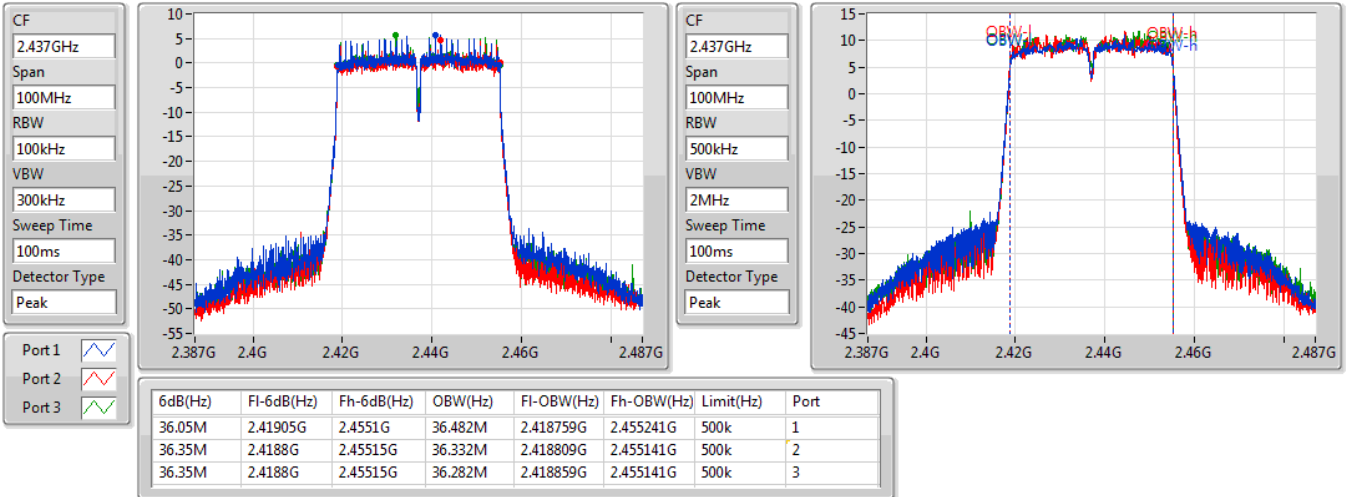 CF
2.437GHz
Span
100MHz
RBW
100kHz
VBW
300kHz
Sweep Time
100ms
Detector Type
Peak
10
5
0
-5
-10
-15
-20
-25
-30
-35
-40
-45
-50
-55
2.387G 2.4G 2.42G 2.44G 2.46G 2.487G
CF
2.437GHz
Span
100MHz
RBW
500kHz
VBW
2MHz
Sweep Time
100ms
Detector Type
Peak
15
10
5
0
-5
-10
-15
-20
-25
-30
-35
-40
-45
OBW-h
2.387G 2.4G 2.42G 2.44G 2.46G 2.487G
Port 1
Port 2
Port 3
6dB(Hz) Fl-6dB(Hz) Fh-6dB(Hz) OBW(Hz) Fl-OBW(Hz) Fh-OBW(Hz) Limit(Hz) Port
36.05M 2.41905G 2.4551G 36.482M 2.418759G 2.455241G 500k 1
36.35M 2.4188G 2.45515G 36.332M 2.418809G 2.455141G 500k 2
36.35M 2.4188G 2.45515G 36.282M 2.418859G 2.455141G 500k 3